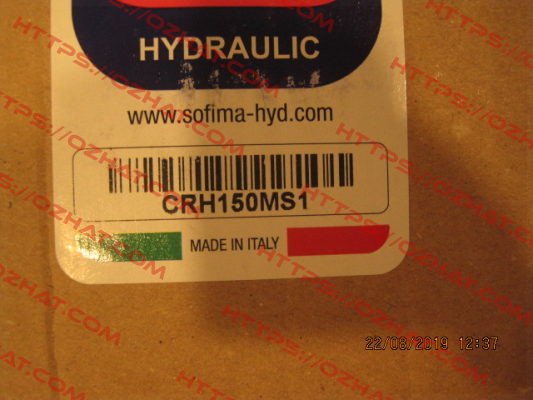 HYDRAULIC
www.sofima-hyd.com
CRH150MS1
MADE IN ITALY
22/08/2019 12:37
HTTPS://OZHAT.COM